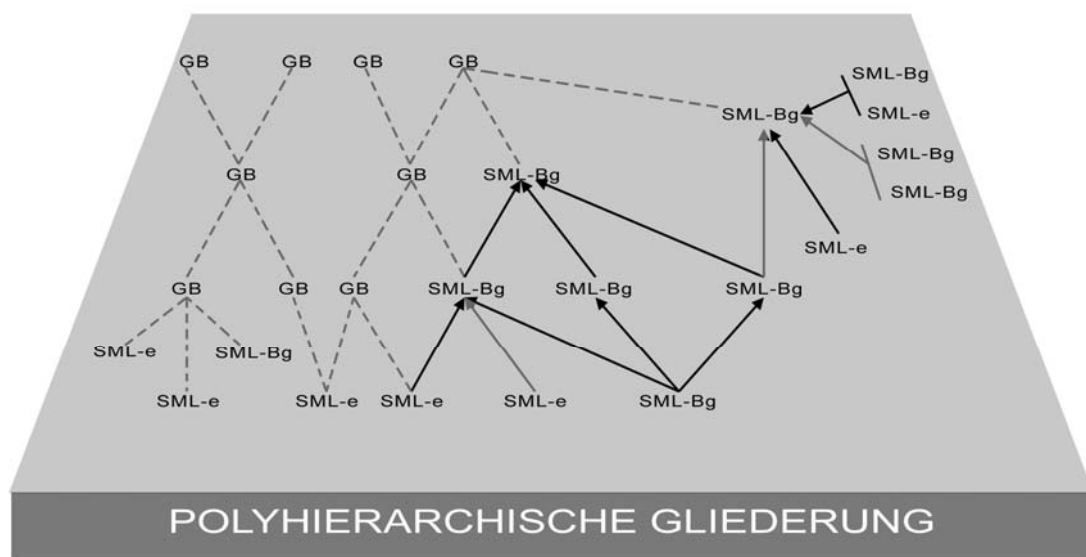 GB GB GB GB
SML-Bg
SML-Bg SML-e
SML-Bg
SML-Bg
GB GB SML-Bg
SML-e
GB GB GB SML-Bg SML-Bg SML-Bg
SML-e SML-Bg
SML-e SML-e SML-e SML-e SML-Bg
POLYHIERARCHISCHE GLIEDERUNG